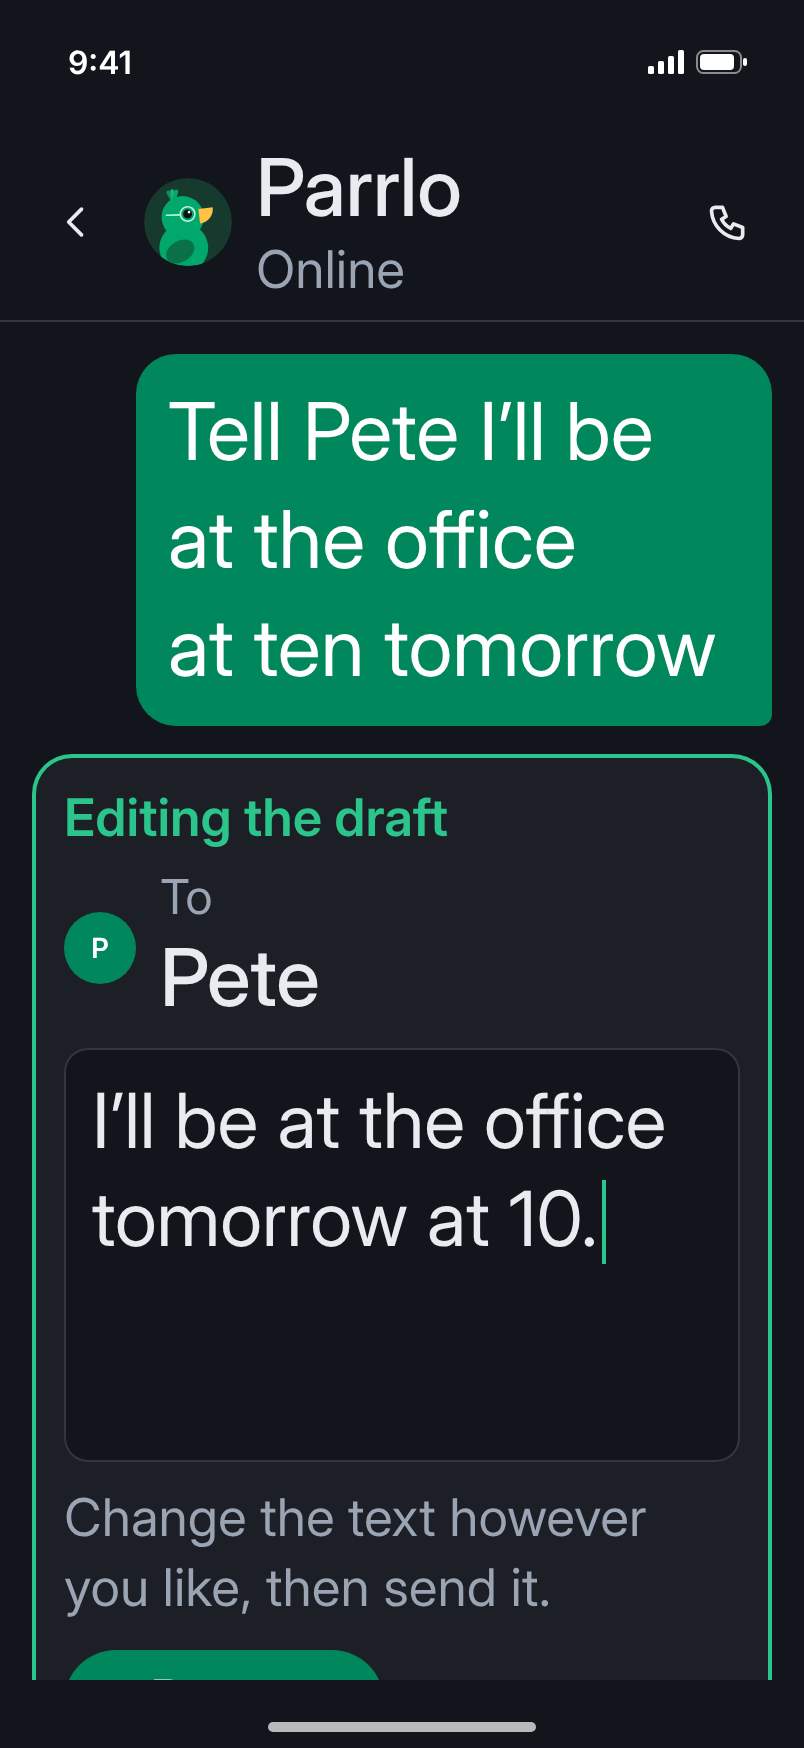 9:41
Parrlo
Online
Tell Pete I’ll be
at the office
at ten tomorrow
Editing the draft
To
P
Pete
I’ll be at the office
tomorrow at 10.
Change the text however
you like, then send it.